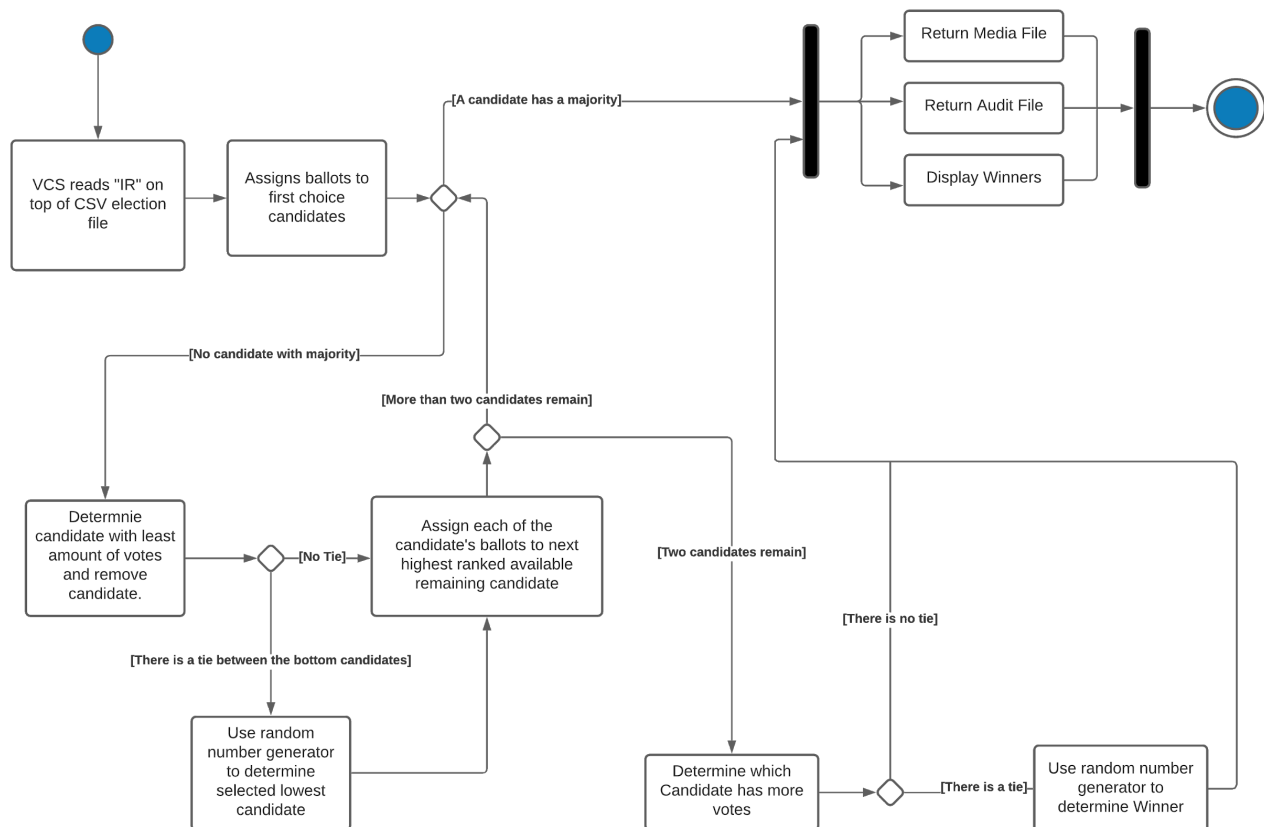 Return Media File
[A candidate has a majority]
Return Audit File
VCS reads "IR" on
top of CSV election
file
Assigns ballots to
first choice
candidates
Display Winners
[No candidate with majority]
[More than two candidates remain]
Determnie
candidate with least
amount of votes
and remove
candidate.
[No Tie]
Assign each of the
candidate's ballots to next
highest ranked available
remaining candidate
[Two candidates remain]
[There is no tie]
[There is a tie between the bottom candidates]
Use random
number generator
to determine
selected lowest
candidate
Determine which
Candidate has more
votes
[There is a tie]
Use random number
generator to
determine Winner